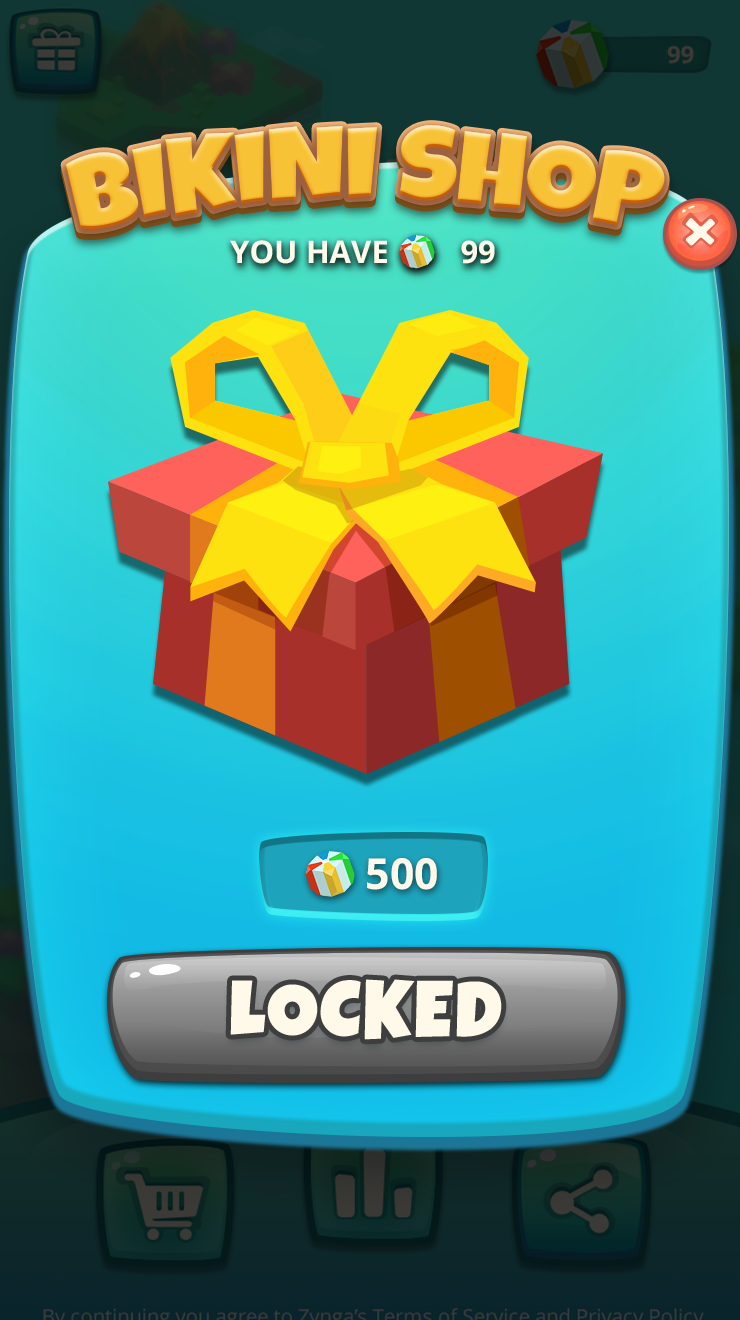 99
BIKINI SHOP
YOU HAVE 99
500
LOCKED
By continuing you agree to Zynga's Terms of Service and Privacy Policy